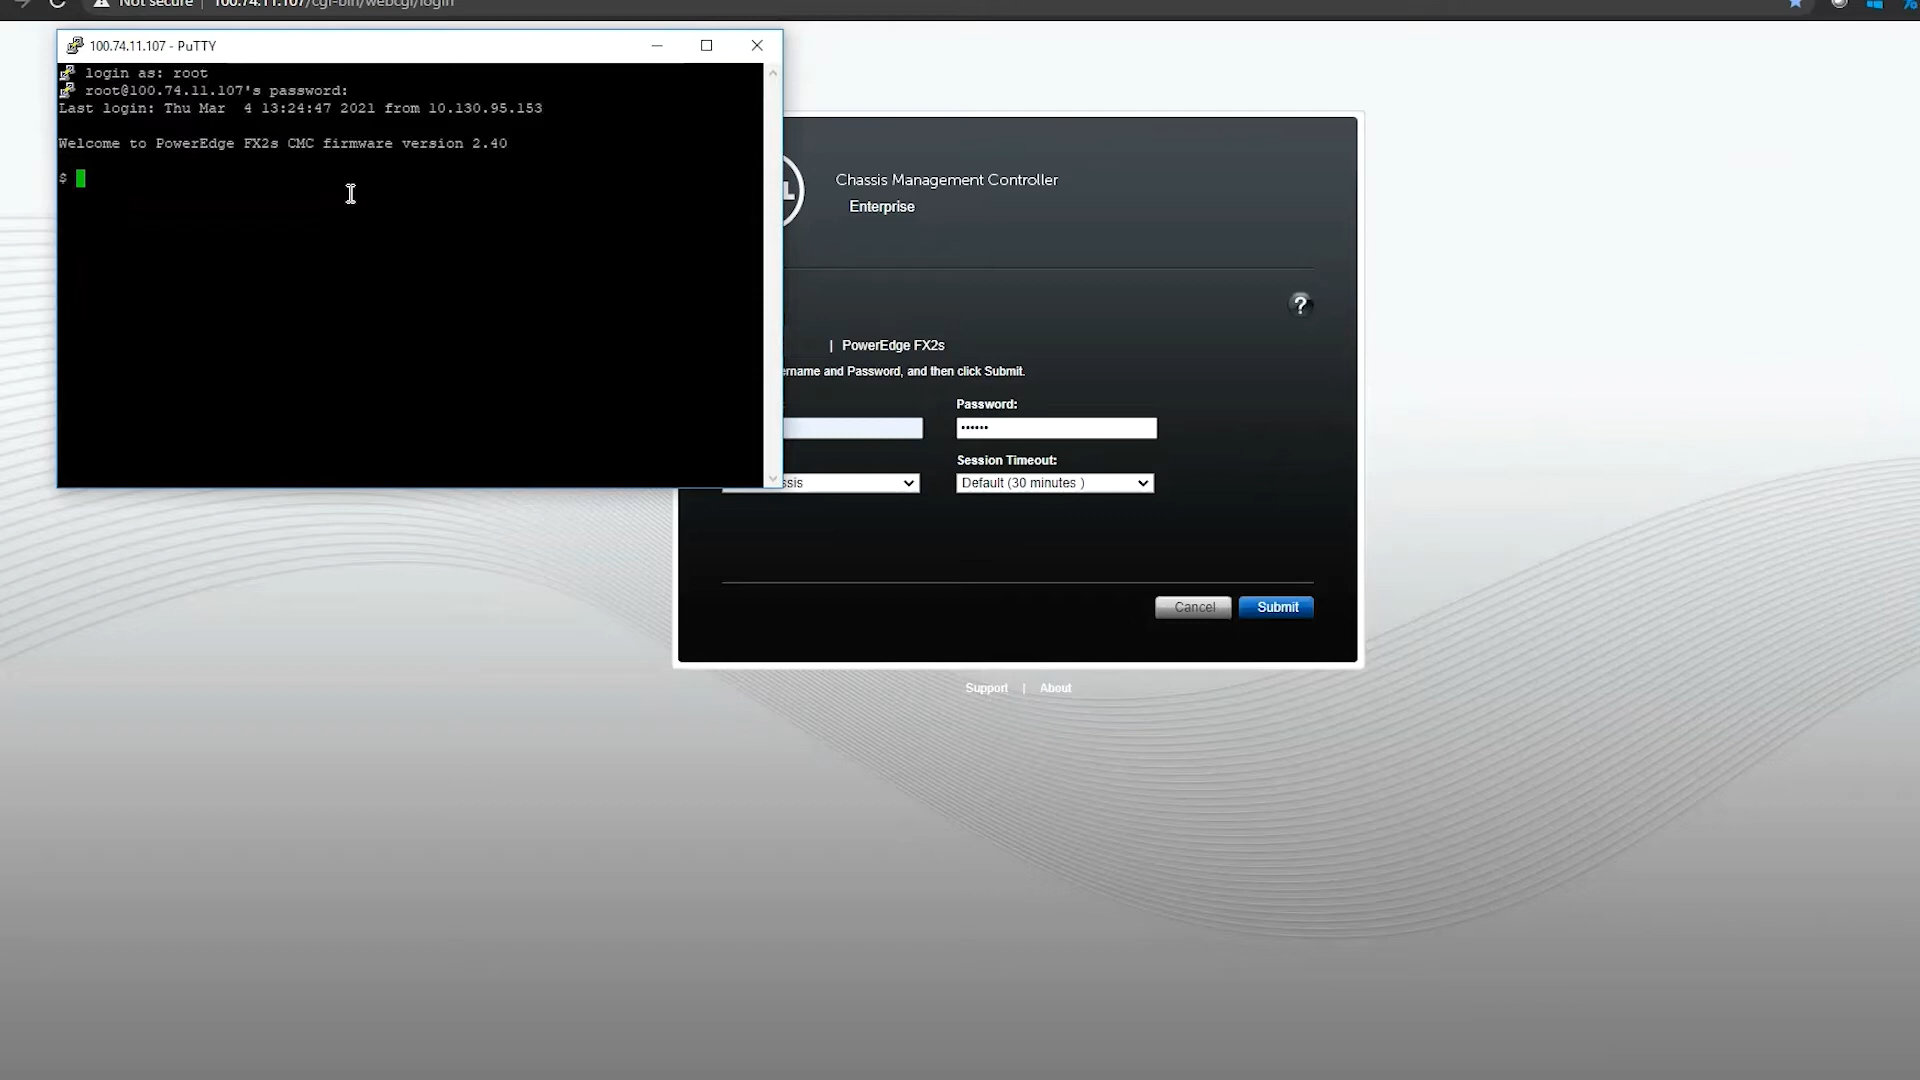 Not secure | 100.74.11.107/cgi-bin/webcgi/login
100.74.11.107 - PuTTY
login as: root
root@100.74.11.107's password:
Last login: Thu Mar  4 13:24:47 2021 from 10.130.95.153
Welcome to PowerEdge FX2s CMC firmware version 2.40
$
L
Chassis Management Controller
Enterprise
?
| PowerEdge FX2s
ername and Password, and then click Submit.
Password:
••••••
Session Timeout:
ssis
Default (30 minutes )
Cancel
Submit
Support | About